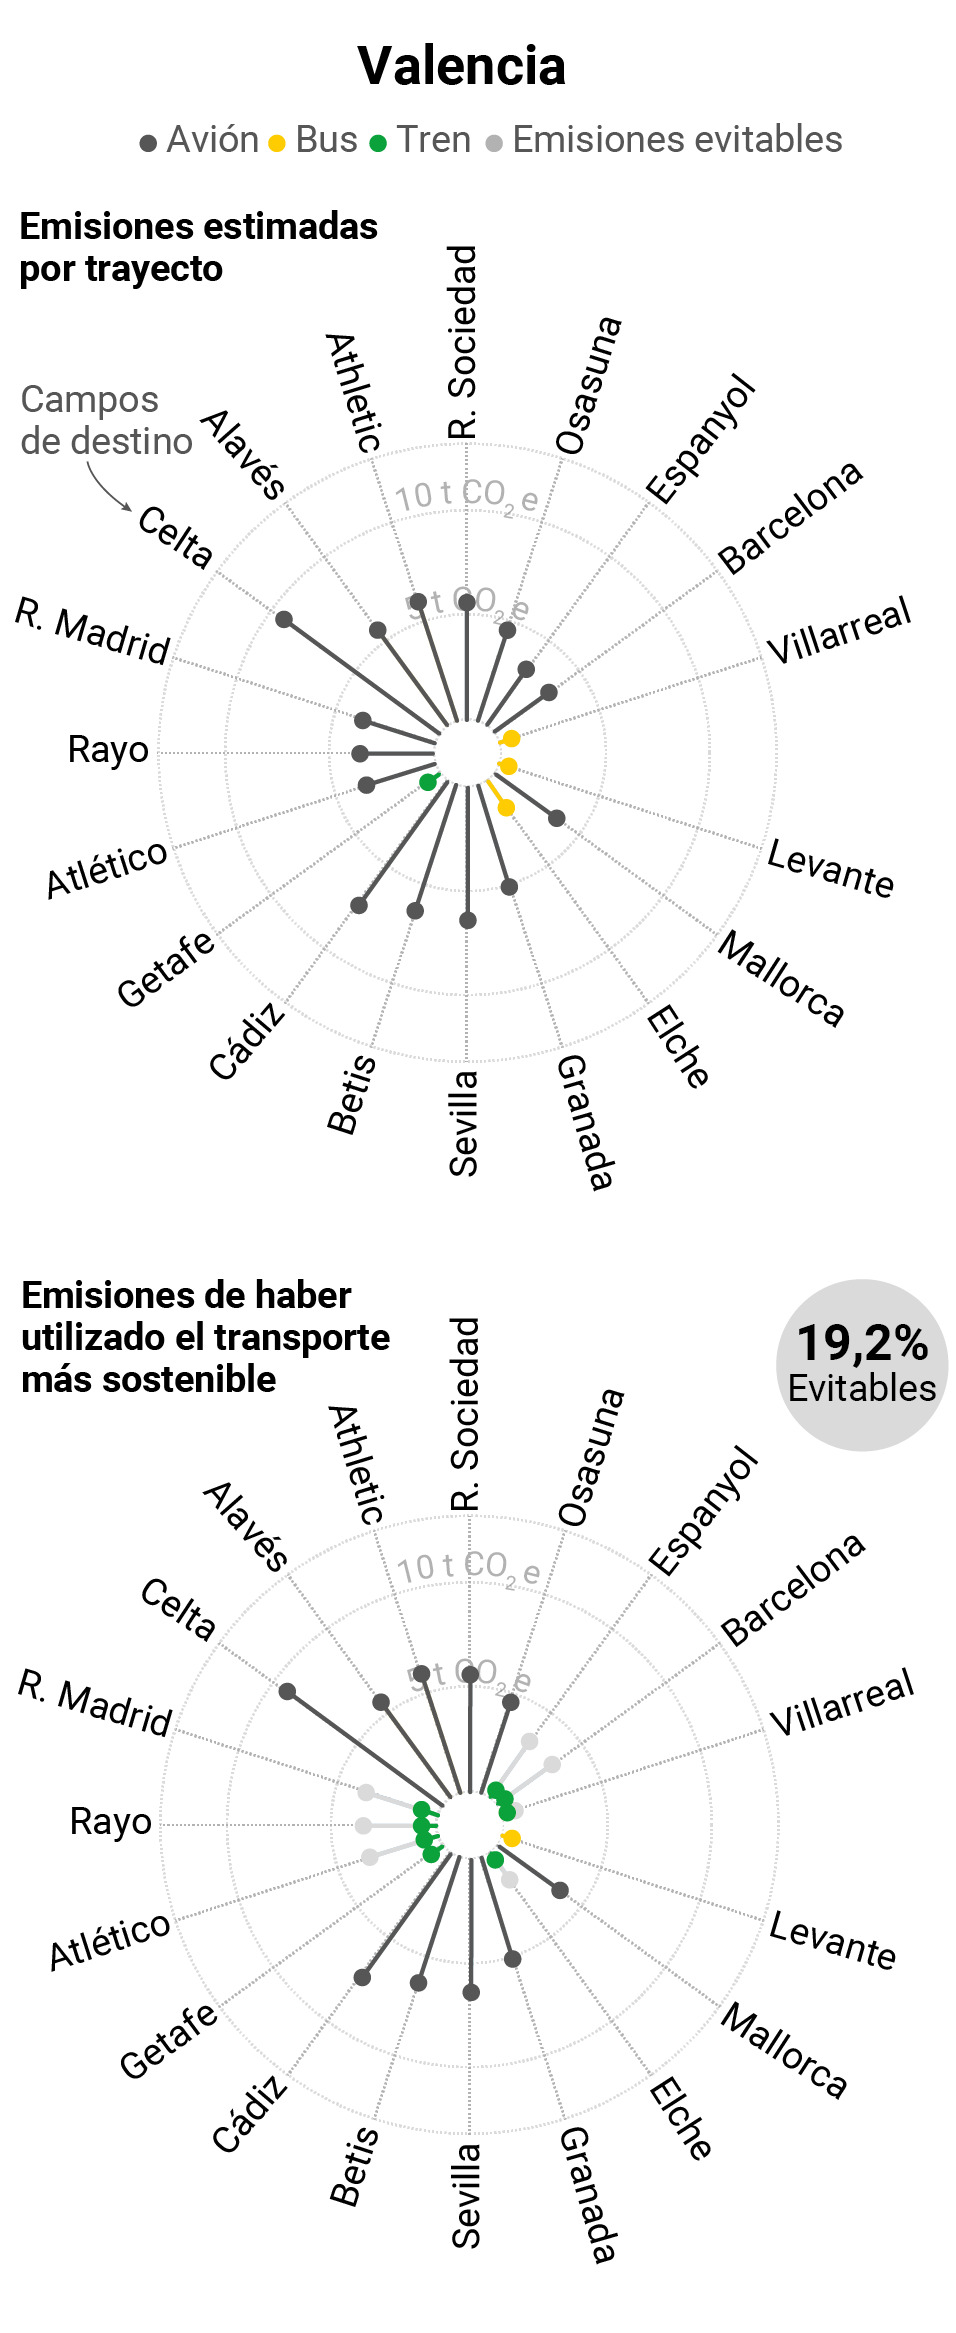 Valencia
Avión Bus Tren Emisiones evitables
Emisiones estimadas
por trayecto
Campos
de destino
R. Sociedad
Osasuna
Espanyol
Barcelona
Villarreal
Levante
Mallorca
Elche
Granada
Sevilla
Betis
Cádiz
Getafe
Atlético
Rayo
R. Madrid
Celta
Alavés
Athletic
10 t CO2 e
5 t CO2 e
Emisiones de haber
utilizado el transporte
más sostenible
19,2%
Evitables
R. Sociedad
Osasuna
Espanyol
Barcelona
Villarreal
Levante
Mallorca
Elche
Granada
Sevilla
Betis
Cádiz
Getafe
Atlético
Rayo
R. Madrid
Celta
Alavés
Athletic
10 t CO2 e
5 t CO2 e